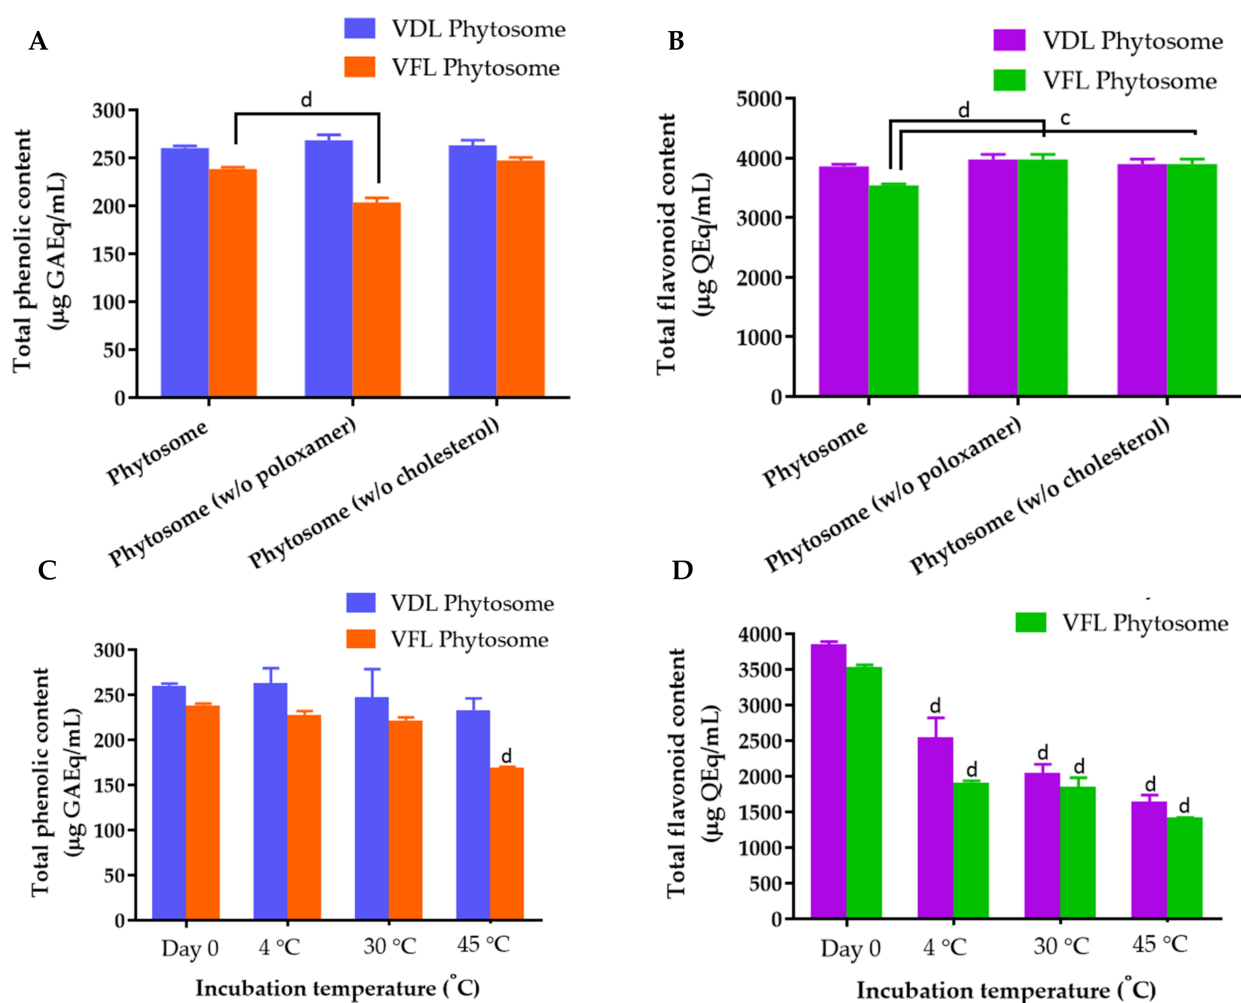 A
VDL Phytosome
VFL Phytosome
d
Total phenolic content
(µg GAEq/mL)
300
250
200
150
100
50
0
Phytosome
Phytosome (w/o poloxamer)
Phytosome (w/o cholesterol)
B
VDL Phytosome
VFL Phytosome
d
c
Total flavonoid content
(µg QEq/mL)
5000
4000
3000
2000
1000
0
Phytosome
Phytosome (w/o poloxamer)
Phytosome (w/o cholesterol)
C
VDL Phytosome
VFL Phytosome
Total phenolic content
(µg GAEq/mL)
300
250
200
150
100
50
0
d
Day 0 4 °C 30 °C 45 °C
Incubation temperature (°C)
D
VFL Phytosome
Total flavonoid content
(µg QEq/mL)
4000
3500
3000
2500
2000
1500
1000
500
0
d d d d d d
Day 0 4 °C 30 °C 45 °C
Incubation temperature (°C)